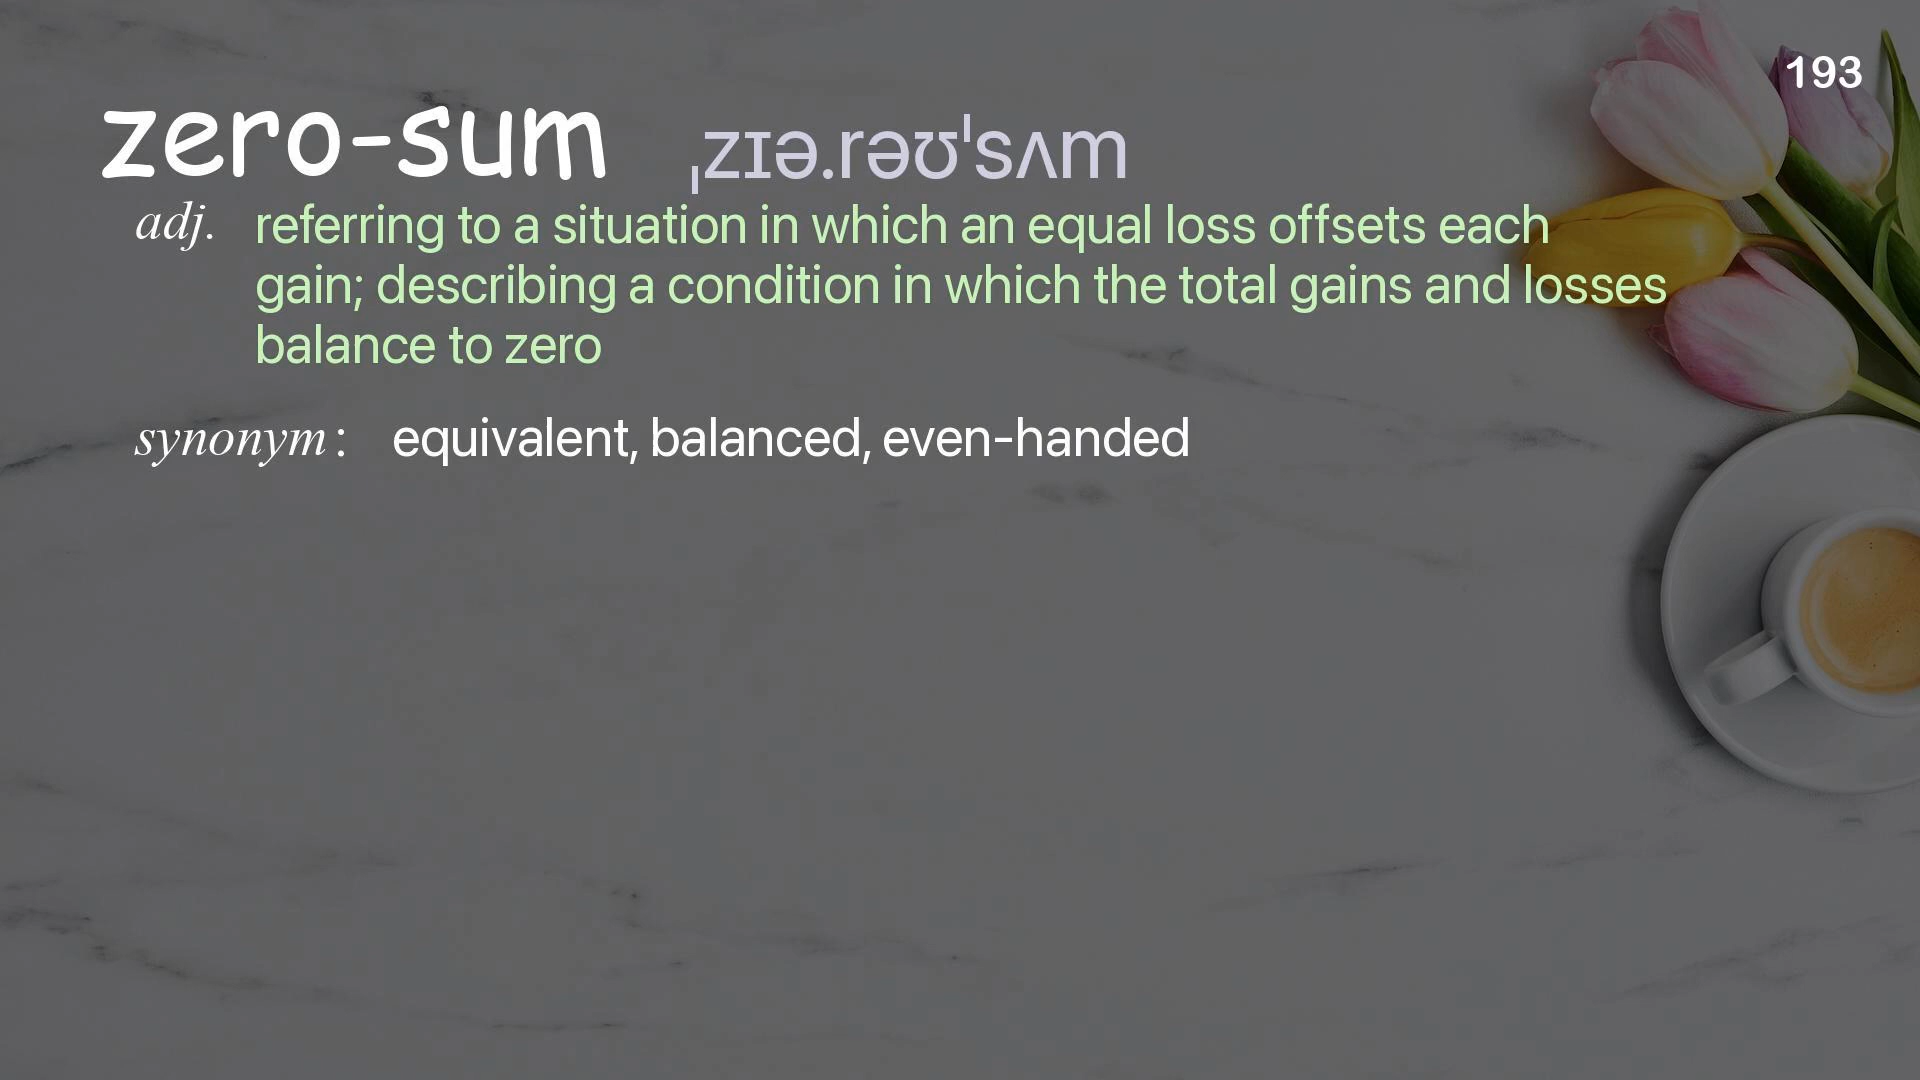 193
zero-sum ˌzɪə.rəʊˈsʌm
adj. referring to a situation in which an equal loss offsets each
gain; describing a condition in which the total gains and losses
balance to zero
synonym : equivalent, balanced, even-handed